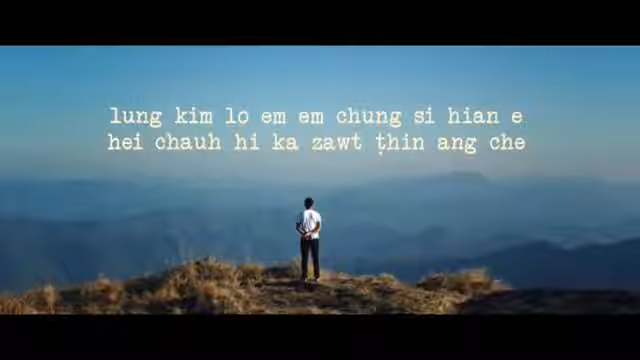 lung kim lo em em chung si hian e
hei chauh hi ka zawt ṭhin ang che